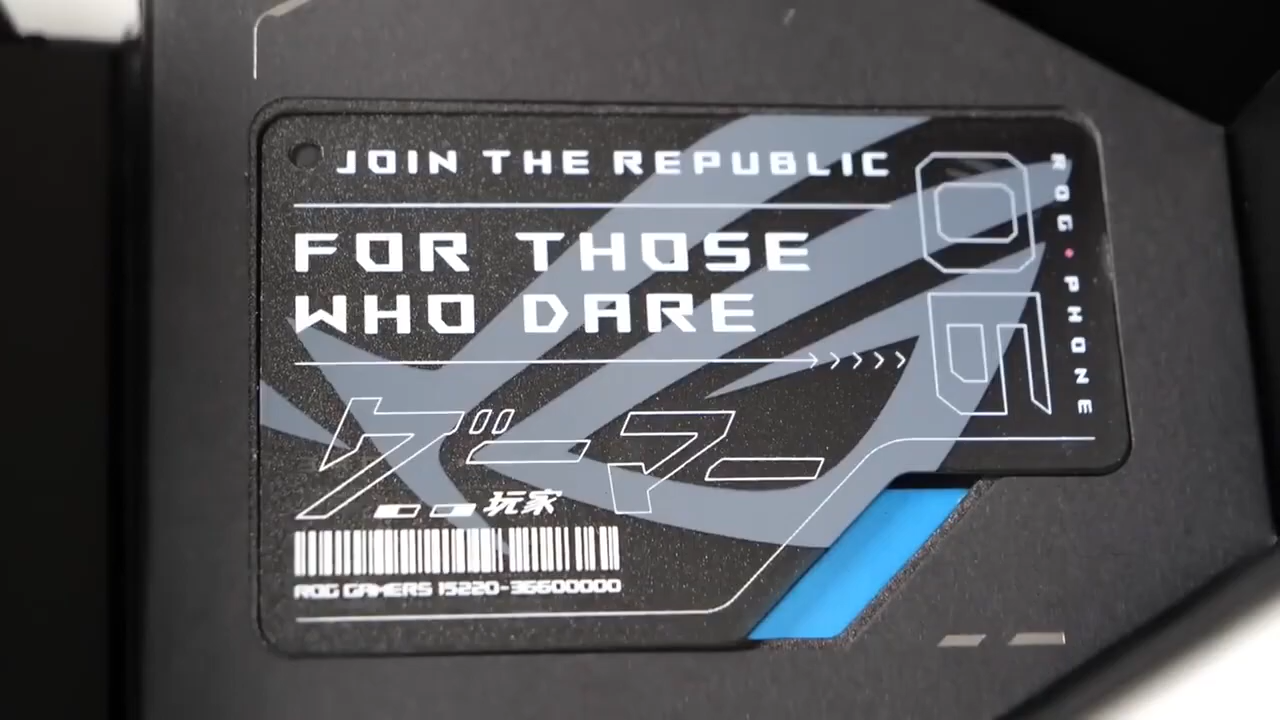 JOIN THE REPUBLIC
FOR THOSE
WHO DARE
ゲーマー
玩家
ROG GAMERS 15220-36600000
06
ROG PHONE